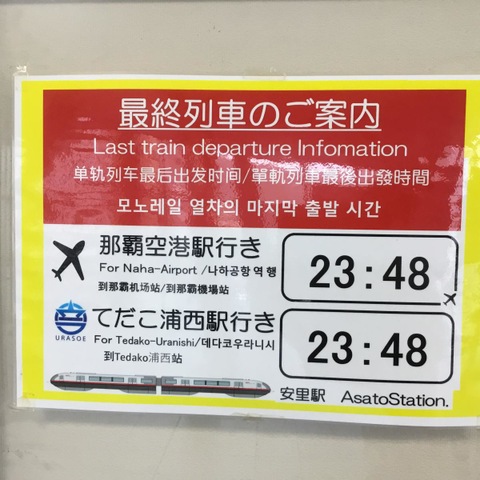 最終列車のご案内
Last train departure Infomation
单轨列车最后出发时间/單軌列車最後出發時間
모노레일 열차의 마지막 출발 시간
那覇空港駅行き
For Naha-Airport /나하공항 역 행
到那霸机场站/到那霸機場站
23:48
てだこ浦西駅行き
URASOE
For Tedako-Uranishi/데다코우라니시
到Tedako浦西站
23:48
安里駅 AsatoStation.